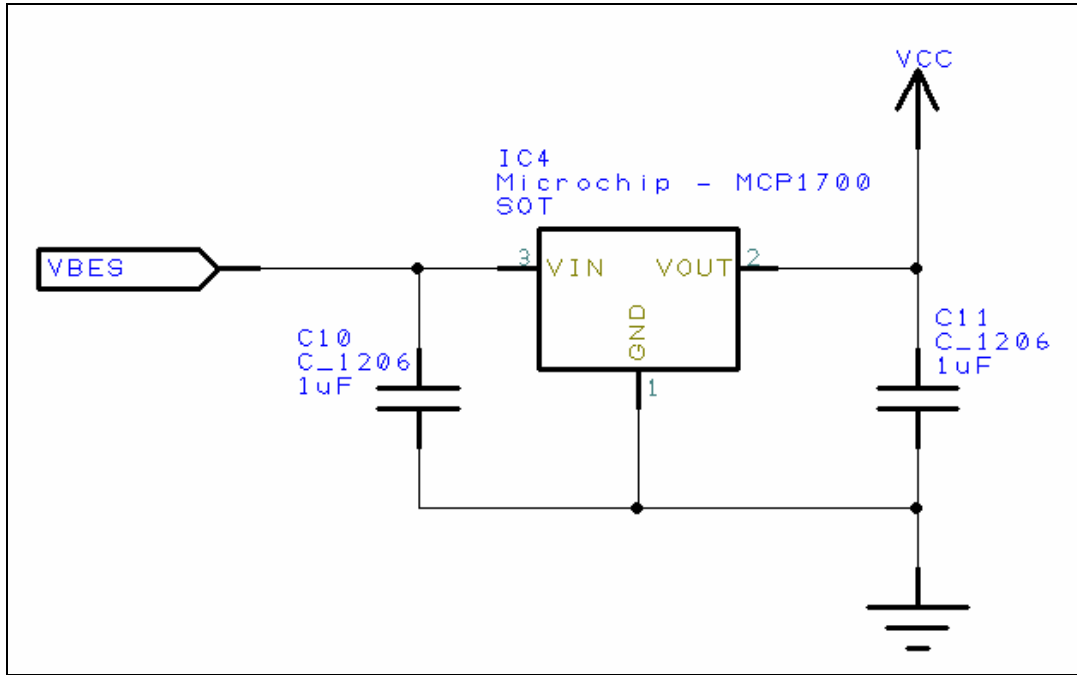 VCC
IC4
Microchip - MCP1700
SOT
VBES
3
VIN
VOUT
2
GND
1
C10
C_1206
1uF
C11
C_1206
1uF